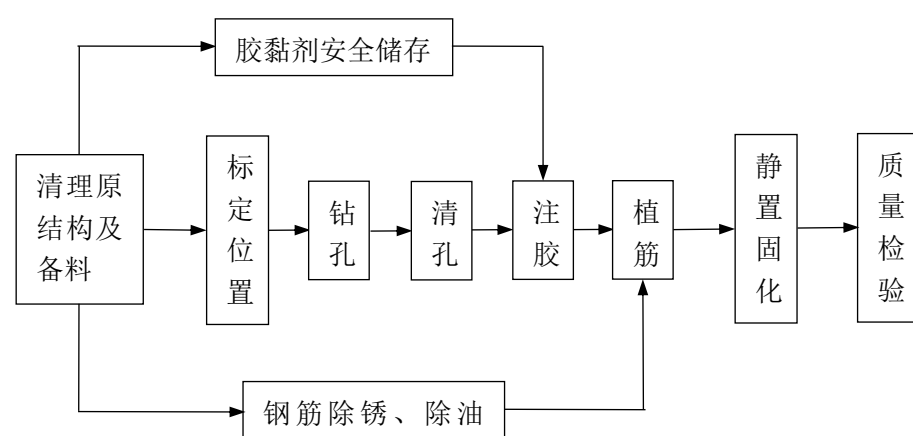 胶黏剂安全储存
清理原
结构及
备料
标定位置
钻孔
清孔
注胶
植筋
静置固化
质量检验
钢筋除锈、除油